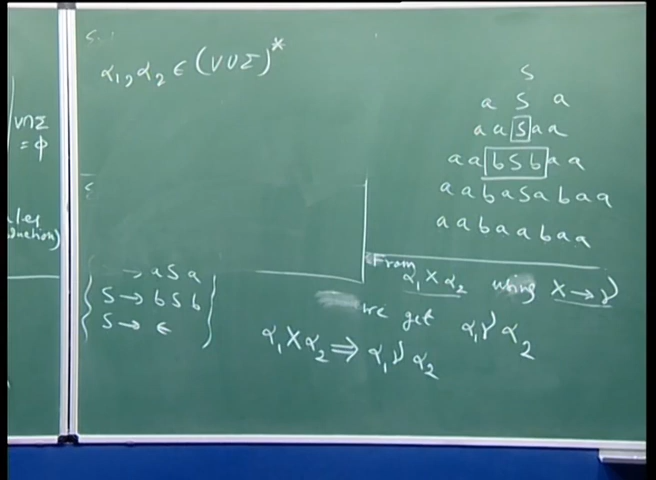 V∩Σ
= φ
α₁, α₂ ∈ (V ∪ Σ)*
S
a S a
a a S a a
a a b S b a a
a a b a S a b a a
a a b a a b a a
→ a S a
S → b S b
S → ϵ
From α₁ X α₂ using X → γ
we get α₁ γ α₂
α₁ X α₂ ⇒ α₁ γ α₂